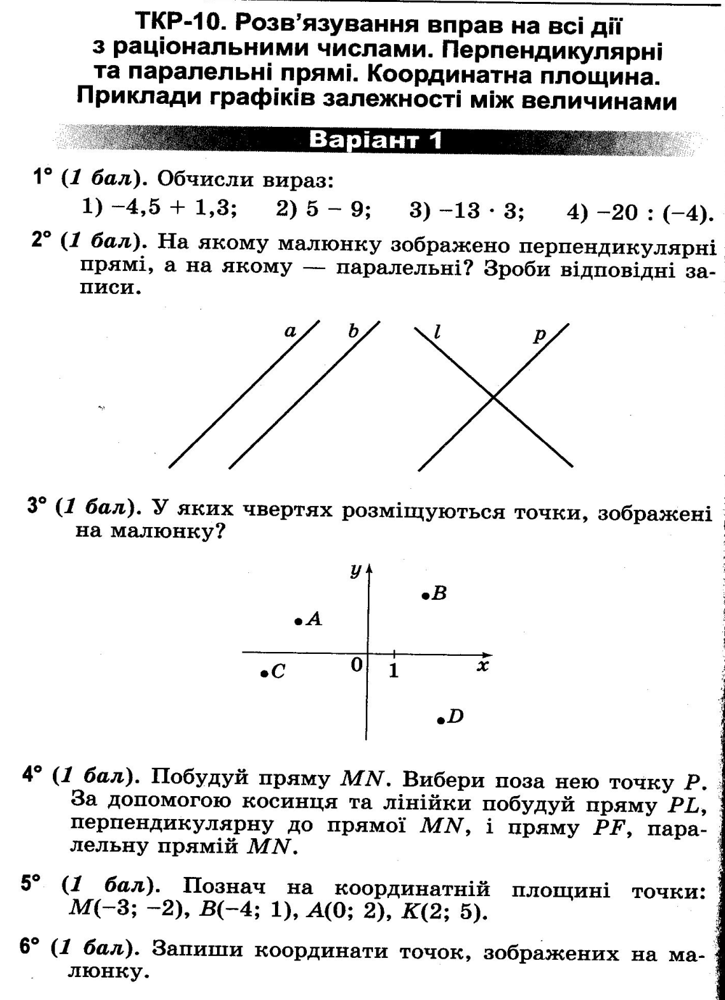 ТКР-10. Розв’язування вправ на всі дії
з раціональними числами. Перпендикулярні
та паралельні прямі. Координатна площина.
Приклади графіків залежності між величинами
Варіант 1
1° (1 бал). Обчисли вираз:
1) −4,5 + 1,3; 2) 5 − 9; 3) −13 · 3; 4) −20 : (−4).
2° (1 бал). На якому малюнку зображено перпендикулярні
прямі, а на якому — паралельні? Зроби відповідні за-
писи.
a b l p
3° (1 бал). У яких чвертях розміщуються точки, зображені
на малюнку?
y
B
A
C 0 1 x
D
4° (1 бал). Побудуй пряму MN. Вибери поза нею точку P.
За допомогою косинця та лінійки побудуй пряму PL,
перпендикулярну до прямої MN, і пряму PF, пара-
лельну прямій MN.
5° (1 бал). Познач на координатній площині точки:
M(−3; −2), B(−4; 1), A(0; 2), K(2; 5).
6° (1 бал). Запиши координати точок, зображених на ма-
люнку.